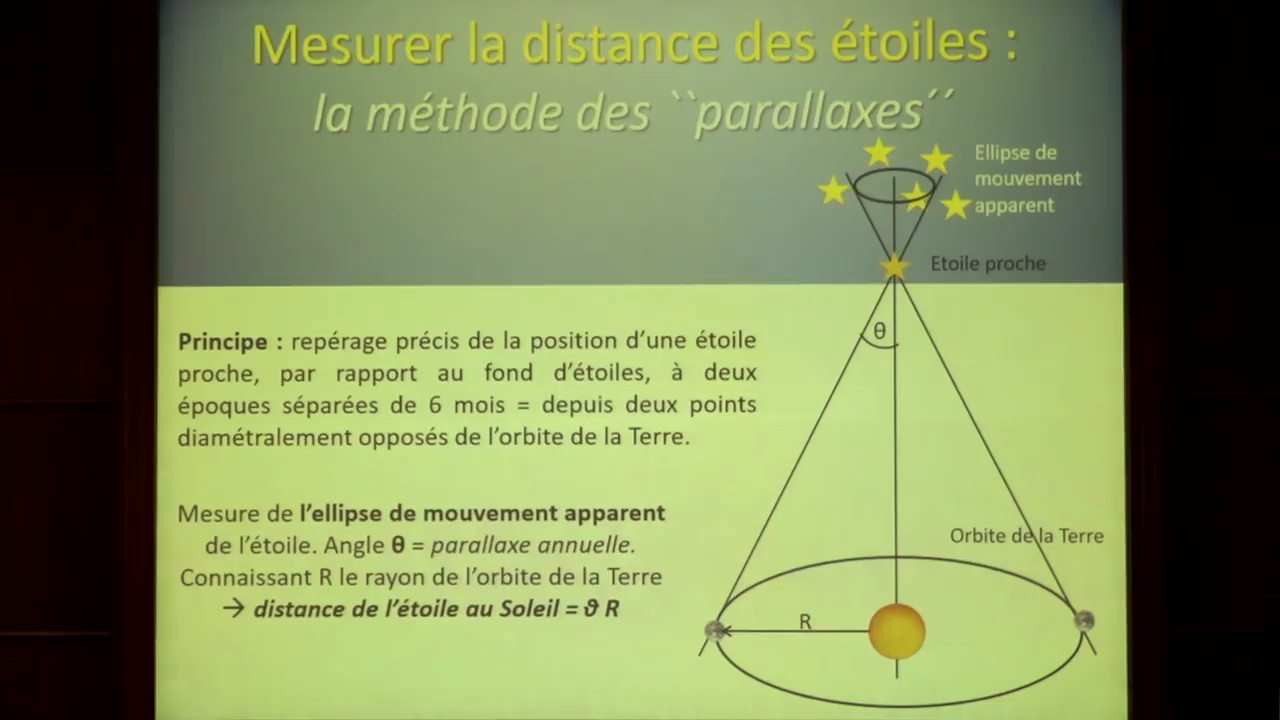 Mesurer la distance des étoiles :
la méthode des ``parallaxes´´
Ellipse de
mouvement
apparent
Etoile proche
θ
Principe : repérage précis de la position d’une étoile
proche, par rapport au fond d’étoiles, à deux
époques séparées de 6 mois = depuis deux points
diamétralement opposés de l’orbite de la Terre.
Mesure de l’ellipse de mouvement apparent
de l’étoile. Angle θ = parallaxe annuelle.
Connaissant R le rayon de l’orbite de la Terre
→ distance de l’étoile au Soleil = ϑ R
Orbite de la Terre
R